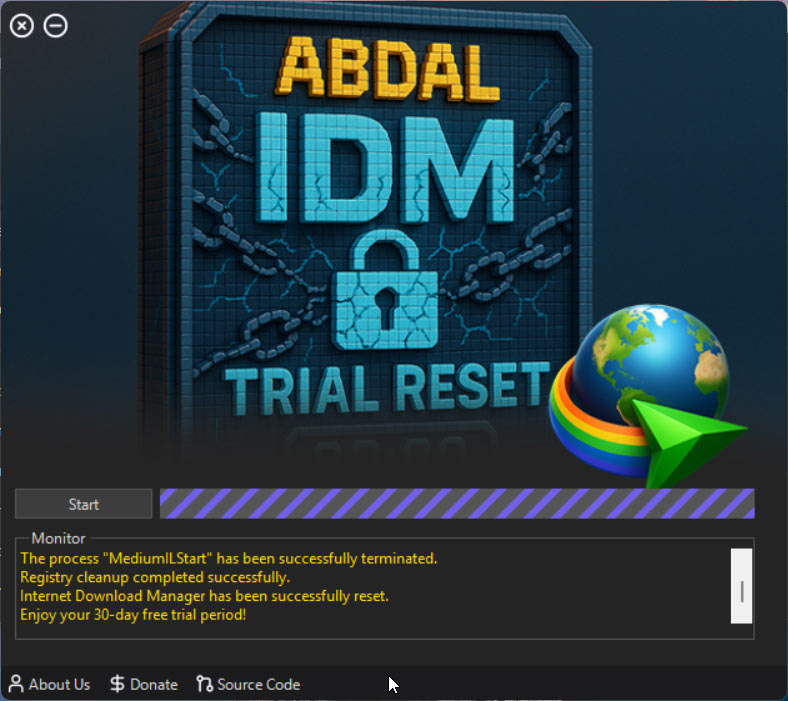 ABDAL
IDM
TRIAL RESET
Start
Monitor
The process "MediumILStart" has been successfully terminated.
Registry cleanup completed successfully.
Internet Download Manager has been successfully reset.
Enjoy your 30-day free trial period!
About Us
Donate
Source Code